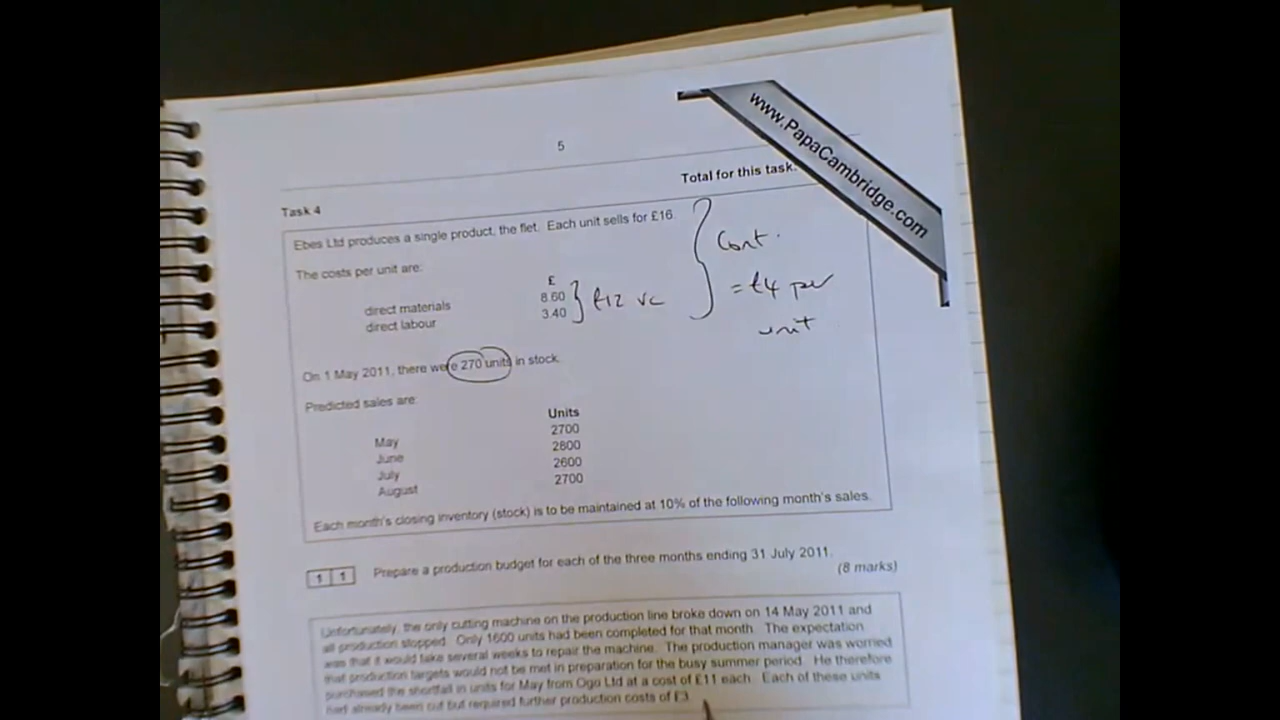 www.PapaCambridge.com
5
Total for this task:
Task 4
Ebes Ltd produces a single product, the flet. Each unit sells for £16.
The costs per unit are:
£
direct materials 8.60
direct labour 3.40
} £12 vc
} Cont.
= £4 per
unit
On 1 May 2011, there were 270 units in stock.
Predicted sales are:
Units
May 2700
June 2800
July 2600
August 2700
Each month's closing inventory (stock) is to be maintained at 10% of the following month's sales.
1 1 Prepare a production budget for each of the three months ending 31 July 2011.
(8 marks)
Unfortunately, the only cutting machine on the production line broke down on 14 May 2011 and
all production stopped. Only 1600 units had been completed for that month. The expectation
was that it would take several weeks to repair the machine. The production manager was worried
that production targets would not be met in preparation for the busy summer period. He therefore
purchased the shortfall in units for May from Ogo Ltd at a cost of £11 each. Each of these units
had already been cut but required further production costs of £3